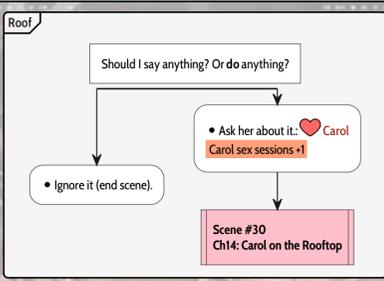 Roof
Should I say anything? Or do anything?
• Ask her about it.: Carol
Carol sex sessions +1
• Ignore it (end scene).
Scene #30
Ch14: Carol on the Rooftop